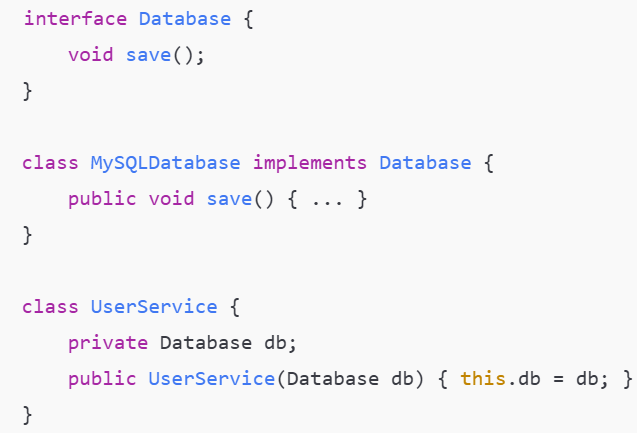 interface Database {
    void save();
}

class MySQLDatabase implements Database {
    public void save() { ... }
}

class UserService {
    private Database db;
    public UserService(Database db) { this.db = db; }
}